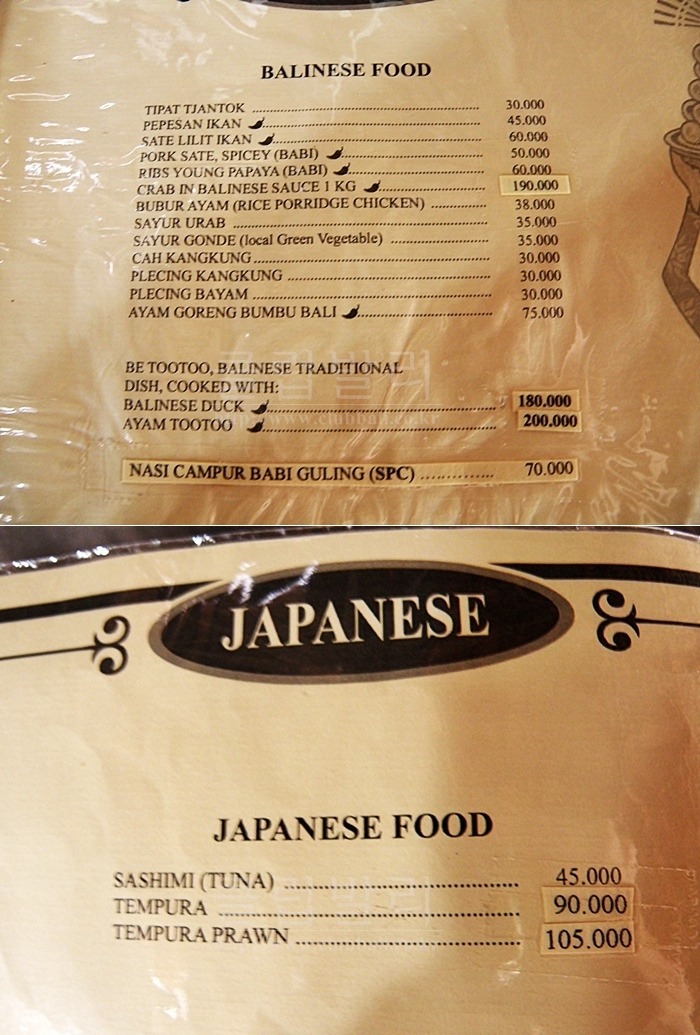 BALINESE FOOD
TIPAT TJANTOK ........................ 30.000
PEPESAN IKAN ........................ 45.000
SATE LILIT IKAN ........................ 60.000
PORK SATE, SPICEY (BABI) ........................ 50.000
RIBS YOUNG PAPAYA (BABI) ........................ 60.000
CRAB IN BALINESE SAUCE 1 KG ........................ 190.000
BUBUR AYAM (RICE PORRIDGE CHICKEN) ............ 38.000
SAYUR URAB ........................ 35.000
SAYUR GONDE (local Green Vegetable) ........................ 35.000
CAH KANGKUNG ........................ 30.000
PLECING KANGKUNG ........................ 30.000
PLECING BAYAM ........................ 30.000
AYAM GORENG BUMBU BALI ........................ 75.000
BE TOOTOO, BALINESE TRADITIONAL
DISH, COOKED WITH:
BALINESE DUCK ........................ 180.000
AYAM TOOTOO ........................ 200.000
NASI CAMPUR BABI GULING (SPC) .............. 70.000
JAPANESE
JAPANESE FOOD
SASHIMI (TUNA) ........................ 45.000
TEMPURA ........................ 90.000
TEMPURA PRAWN ........................ 105.000